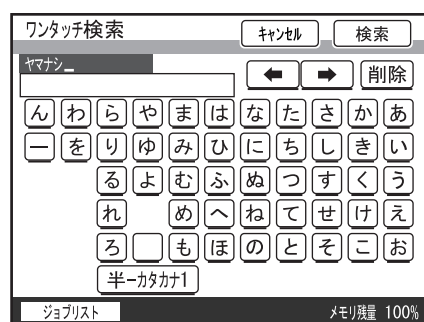 ワンタッチ検索 ｷｬﾝｾﾙ 検索
ﾔﾏﾅｼ_
← → 削除
ん わ ら や ま は な た さ か あ
ー を り ゆ み ひ に ち し き い
る よ む ふ ぬ つ す く う
れ め へ ね て せ け え
ろ も ほ の と そ こ お
半-ｶﾀｶﾅ1
ジョブリスト ﾒﾓﾘ残量 100%